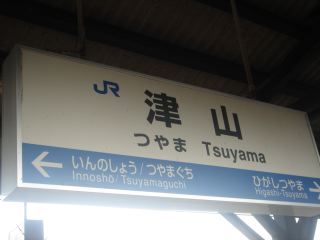 JR 津山
つやま Tsuyama
← いんのしょう/つやまぐち
Innoshō/Tsuyamaguchi
ひがしつやま →
Higashi-Tsuyama